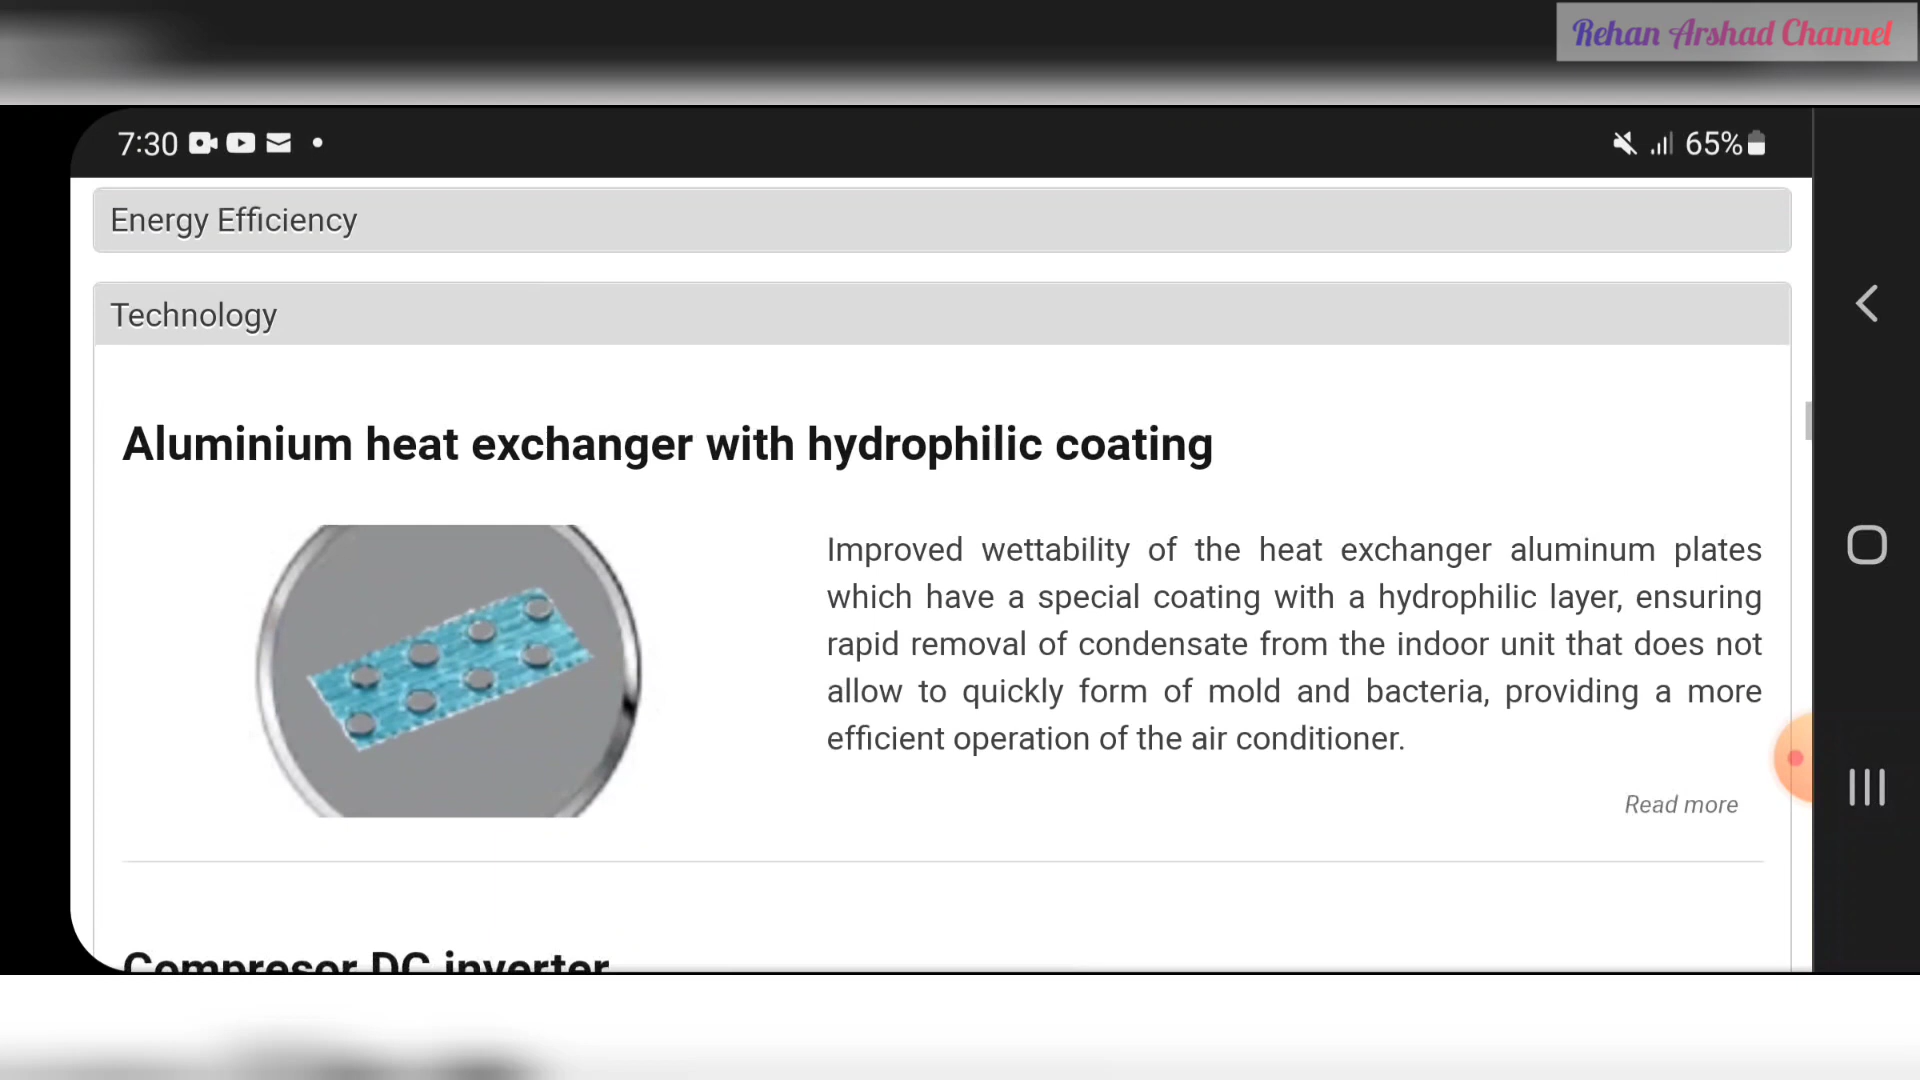 Rehan Arshad Channel
7:30
65%
Energy Efficiency
Technology
Aluminium heat exchanger with hydrophilic coating
Improved wettability of the heat exchanger aluminum plates
which have a special coating with a hydrophilic layer, ensuring
rapid removal of condensate from the indoor unit that does not
allow to quickly form of mold and bacteria, providing a more
efficient operation of the air conditioner.
Read more
Compresor DC inverter